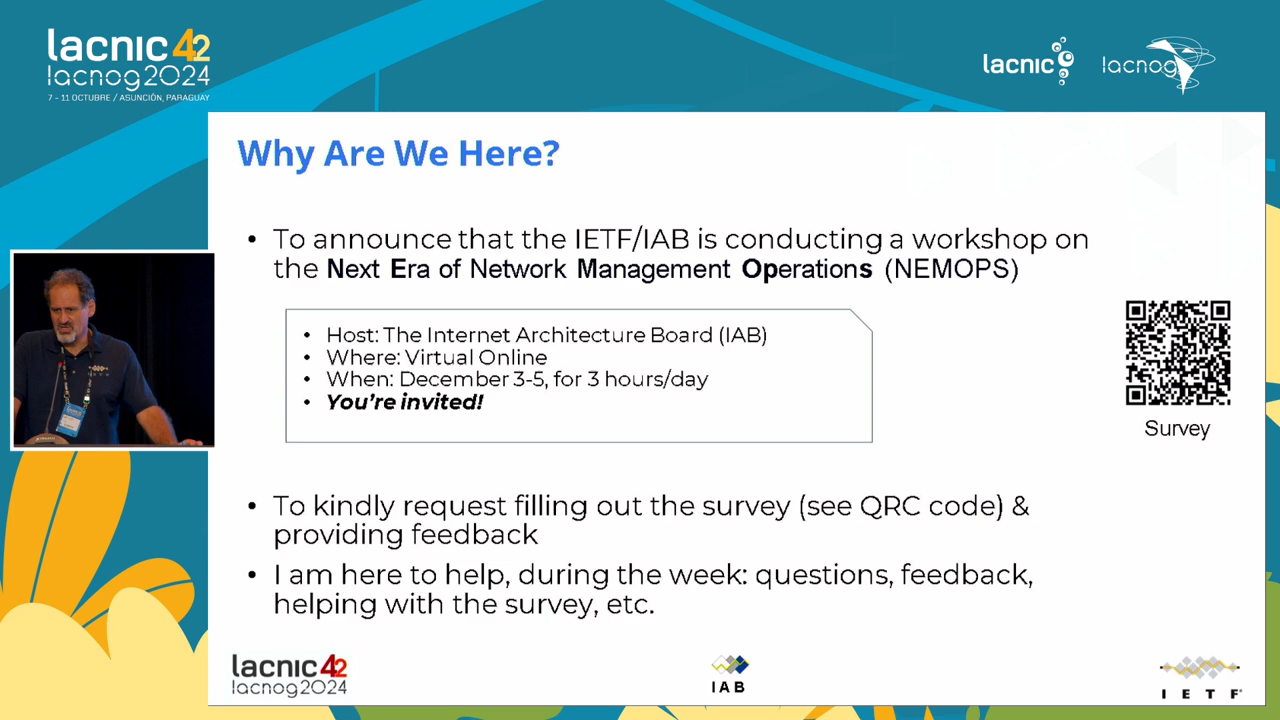 lacnic 42
lacnog2024
7 - 11 OCTUBRE / ASUNCIÓN, PARAGUAY
lacnic
lacnog
Why Are We Here?
• To announce that the IETF/IAB is conducting a workshop on
the Next Era of Network Management Operations (NEMOPS)
• Host: The Internet Architecture Board (IAB)
• Where: Virtual Online
• When: December 3-5, for 3 hours/day
• You're invited!
Survey
• To kindly request filling out the survey (see QRC code) &
providing feedback
• I am here to help, during the week: questions, feedback,
helping with the survey, etc.
lacnic 42
lacnog2024
IAB
IETF